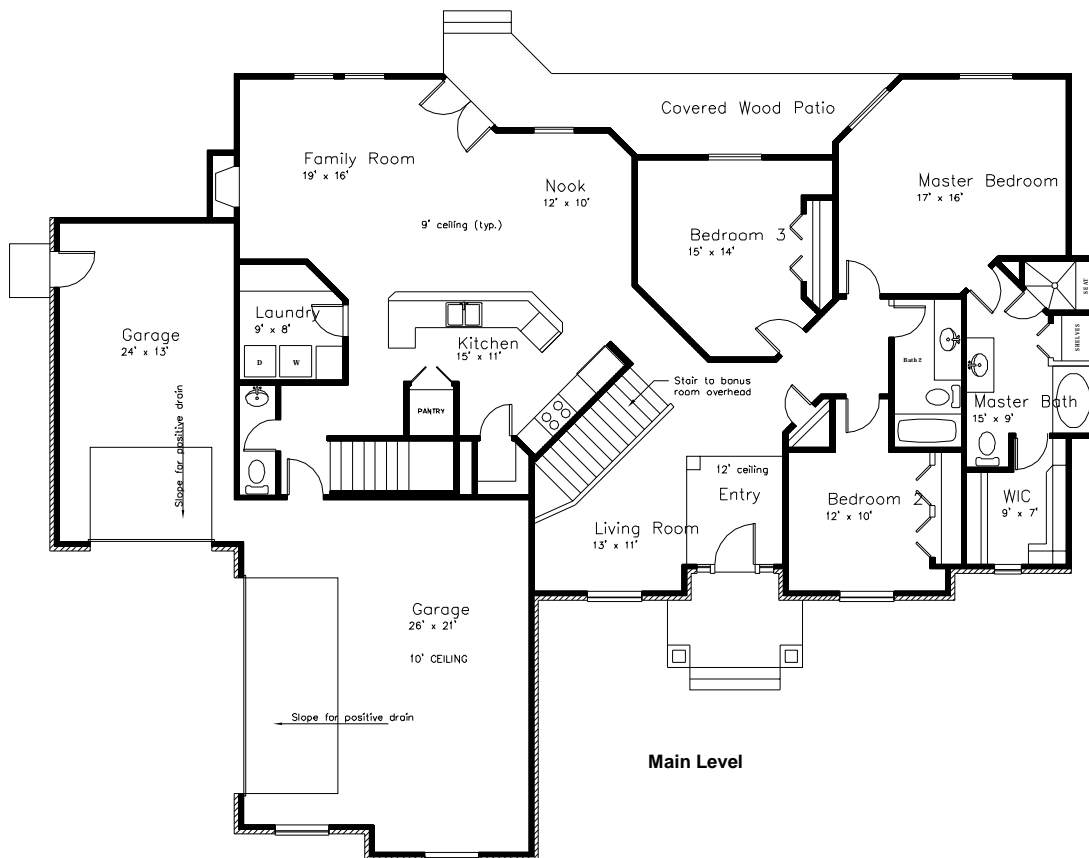 Covered Wood Patio
Family Room
19' x 16'
Nook
12' x 10'
9' ceiling (typ.)
Master Bedroom
17' x 16'
Bedroom 3
15' x 14'
SEAT
SHELVES
Laundry
9' x 8'
D
W
Garage
24' x 13'
Slope for positive drain
Kitchen
15' x 11'
PANTRY
Stair to bonus
room overhead
Bath 2
Master Bath
15' x 9'
12' ceiling
Entry
Bedroom 2
12' x 10'
WIC
9' x 7'
Living Room
13' x 11'
Garage
26' x 21'
10' CEILING
Slope for positive drain
Main Level